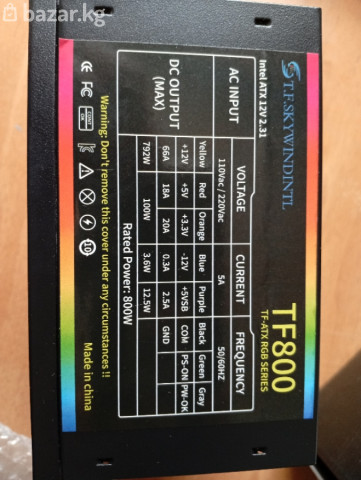 bazar.kg
T.F.SKYWINDINTL
TF800
TF-ATX RGB SERIES
Intel ATX 12V 2.31
VOLTAGE CURRENT FREQUENCY
AC INPUT 110Vac / 220Vac 5A 50/60HZ
Yellow Red Orange Blue Purple Black Green Gray
DC OUTPUT (MAX) +12V +5V +3.3V -12V +5VSB COM PS-ON PW-OK
66A 18A 20A 0.3A 2.5A GND
792W 100W 3.6W 12.5W
Rated Power: 800W
Warning: Don't remove this cover under any circumstances !!
Made in china
CE FC 10